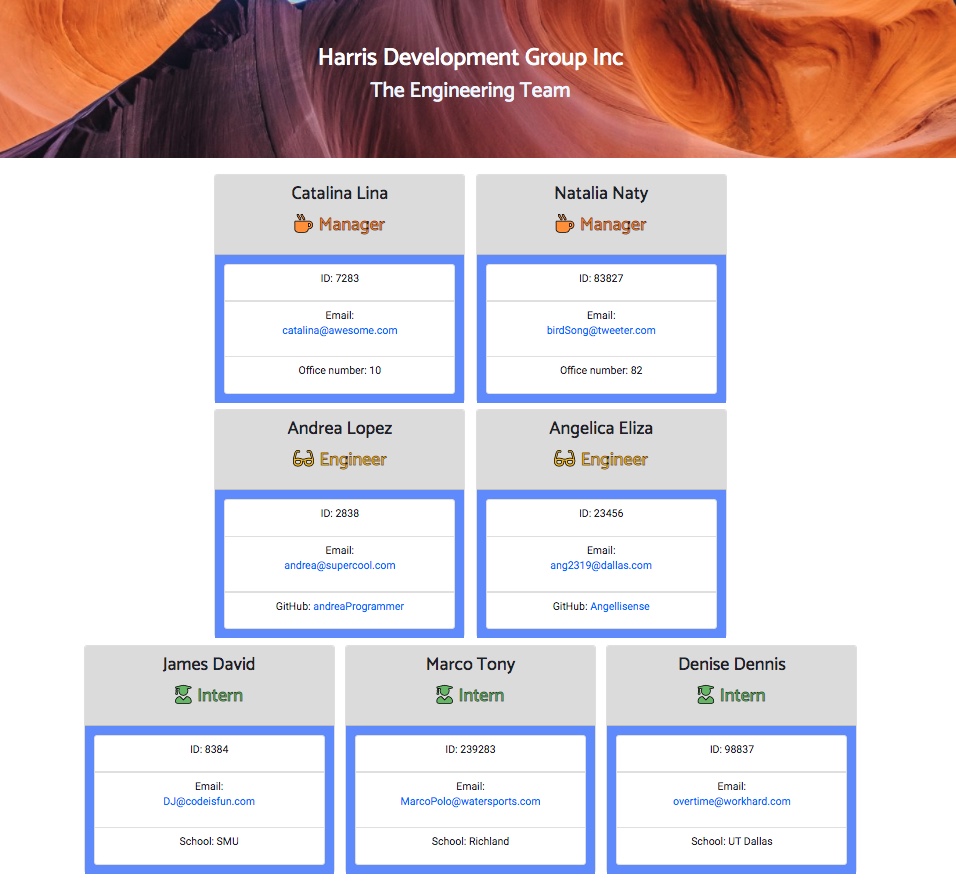 Harris Development Group Inc
The Engineering Team
Catalina Lina
Manager
ID: 7283
Email:
catalina@awesome.com
Office number: 10
Natalia Naty
Manager
ID: 83827
Email:
birdSong@tweeter.com
Office number: 82
Andrea Lopez
Engineer
ID: 2838
Email:
andrea@supercool.com
GitHub: andreaProgrammer
Angelica Eliza
Engineer
ID: 23456
Email:
ang2319@dallas.com
GitHub: Angellisense
James David
Intern
ID: 8384
Email:
DJ@codeisfun.com
School: SMU
Marco Tony
Intern
ID: 239283
Email:
MarcoPolo@watersports.com
School: Richland
Denise Dennis
Intern
ID: 98837
Email:
overtime@workhard.com
School: UT Dallas